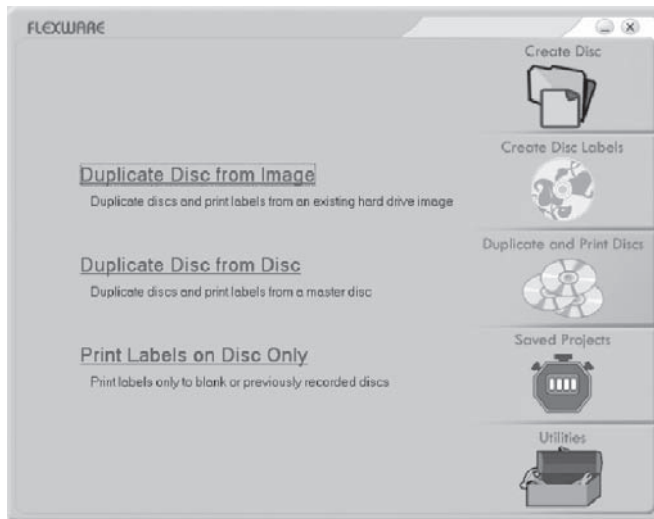 FLEXWARE
Create Disc
Duplicate Disc from Image
Duplicate discs and print labels from an existing hard drive image
Create Disc Labels
Duplicate Disc from Disc
Duplicate discs and print labels from a master disc
Duplicate and Print Discs
Print Labels on Disc Only
Print labels only to blank or previously recorded discs
Saved Projects
Utilities